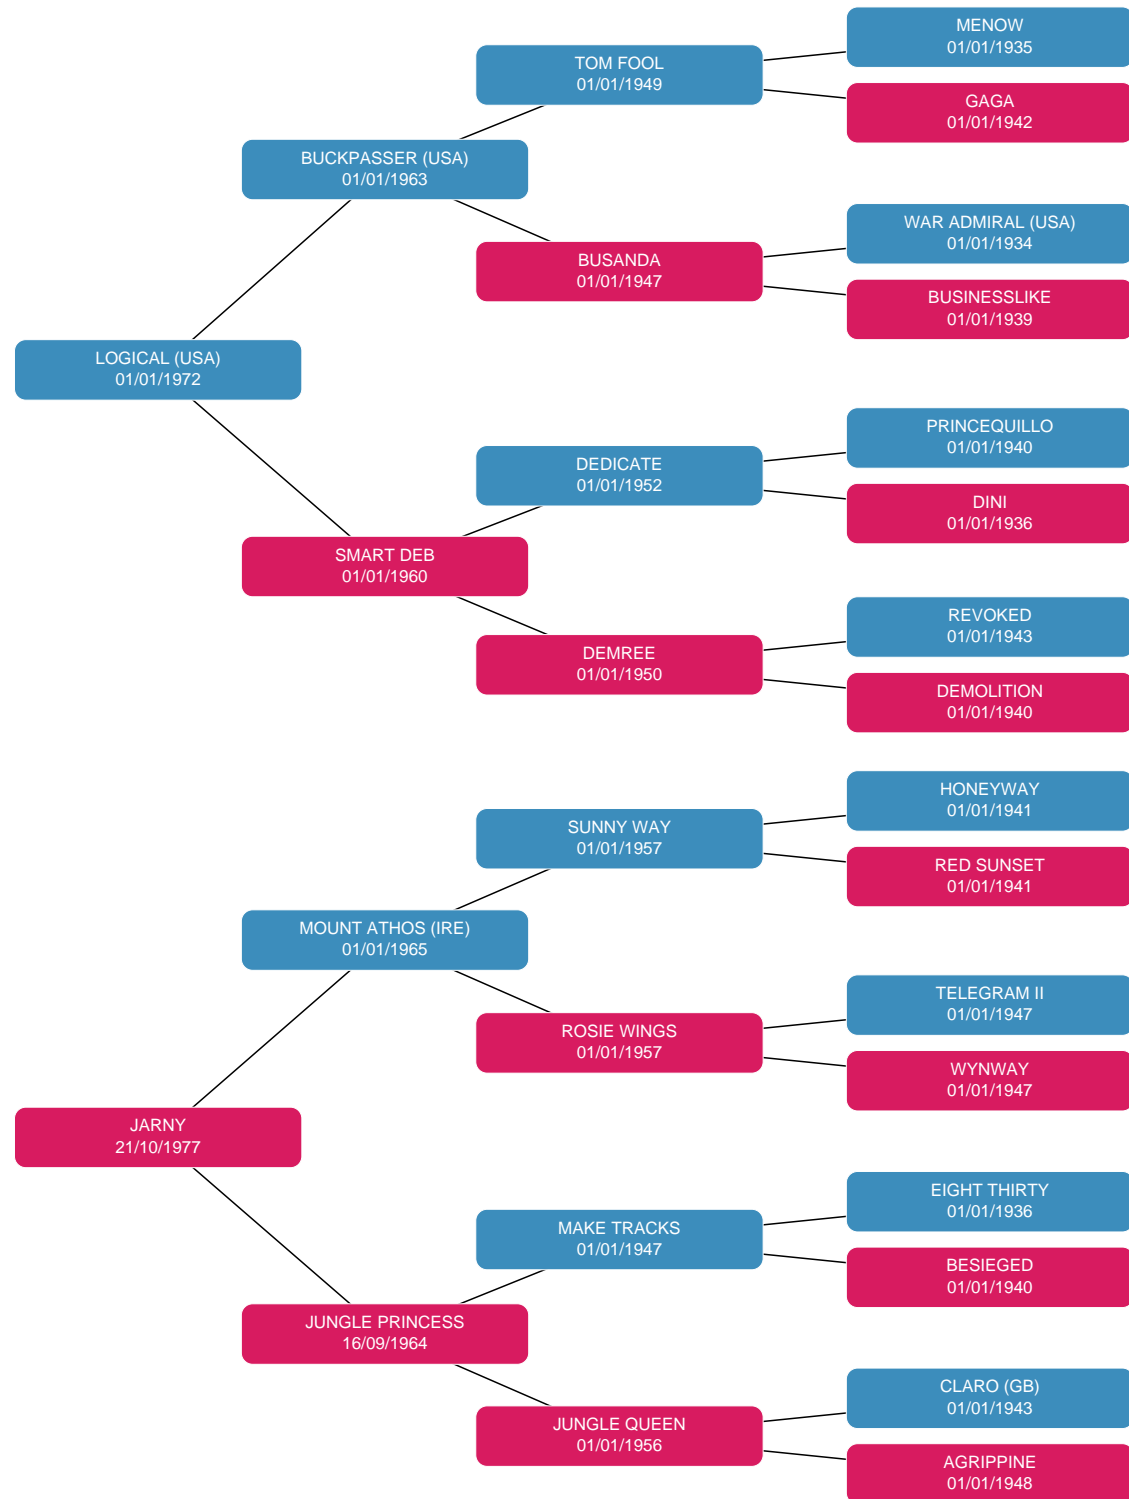 MENOW
01/01/1935
TOM FOOL
01/01/1949
GAGA
01/01/1942
BUCKPASSER (USA)
01/01/1963
WAR ADMIRAL (USA)
01/01/1934
BUSANDA
01/01/1947
BUSINESSLIKE
01/01/1939
LOGICAL (USA)
01/01/1972
PRINCEQUILLO
01/01/1940
DEDICATE
01/01/1952
DINI
01/01/1936
SMART DEB
01/01/1960
REVOKED
01/01/1943
DEMREE
01/01/1950
DEMOLITION
01/01/1940
HONEYWAY
01/01/1941
SUNNY WAY
01/01/1957
RED SUNSET
01/01/1941
MOUNT ATHOS (IRE)
01/01/1965
TELEGRAM II
01/01/1947
ROSIE WINGS
01/01/1957
WYNWAY
01/01/1947
JARNY
21/10/1977
EIGHT THIRTY
01/01/1936
MAKE TRACKS
01/01/1947
BESIEGED
01/01/1940
JUNGLE PRINCESS
16/09/1964
CLARO (GB)
01/01/1943
JUNGLE QUEEN
01/01/1956
AGRIPPINE
01/01/1948